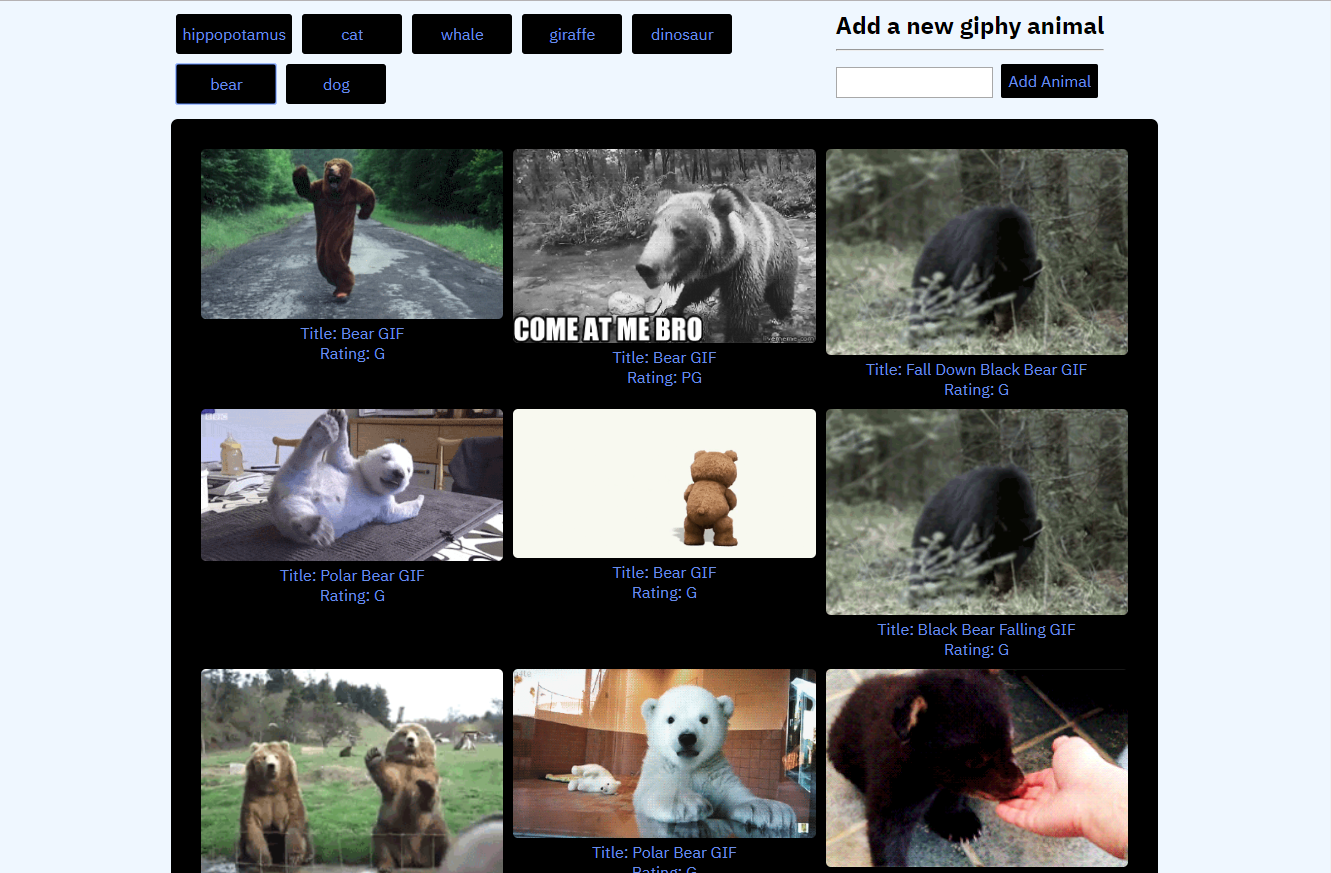 hippopotamus cat whale giraffe dinosaur
bear dog
Add a new giphy animal
Add Animal
COME AT ME BRO
Title: Bear GIF
Rating: G
Title: Bear GIF
Rating: PG
Title: Fall Down Black Bear GIF
Rating: G
Title: Polar Bear GIF
Rating: G
Title: Bear GIF
Rating: G
Title: Black Bear Falling GIF
Rating: G
Title: Polar Bear GIF
Rating: G